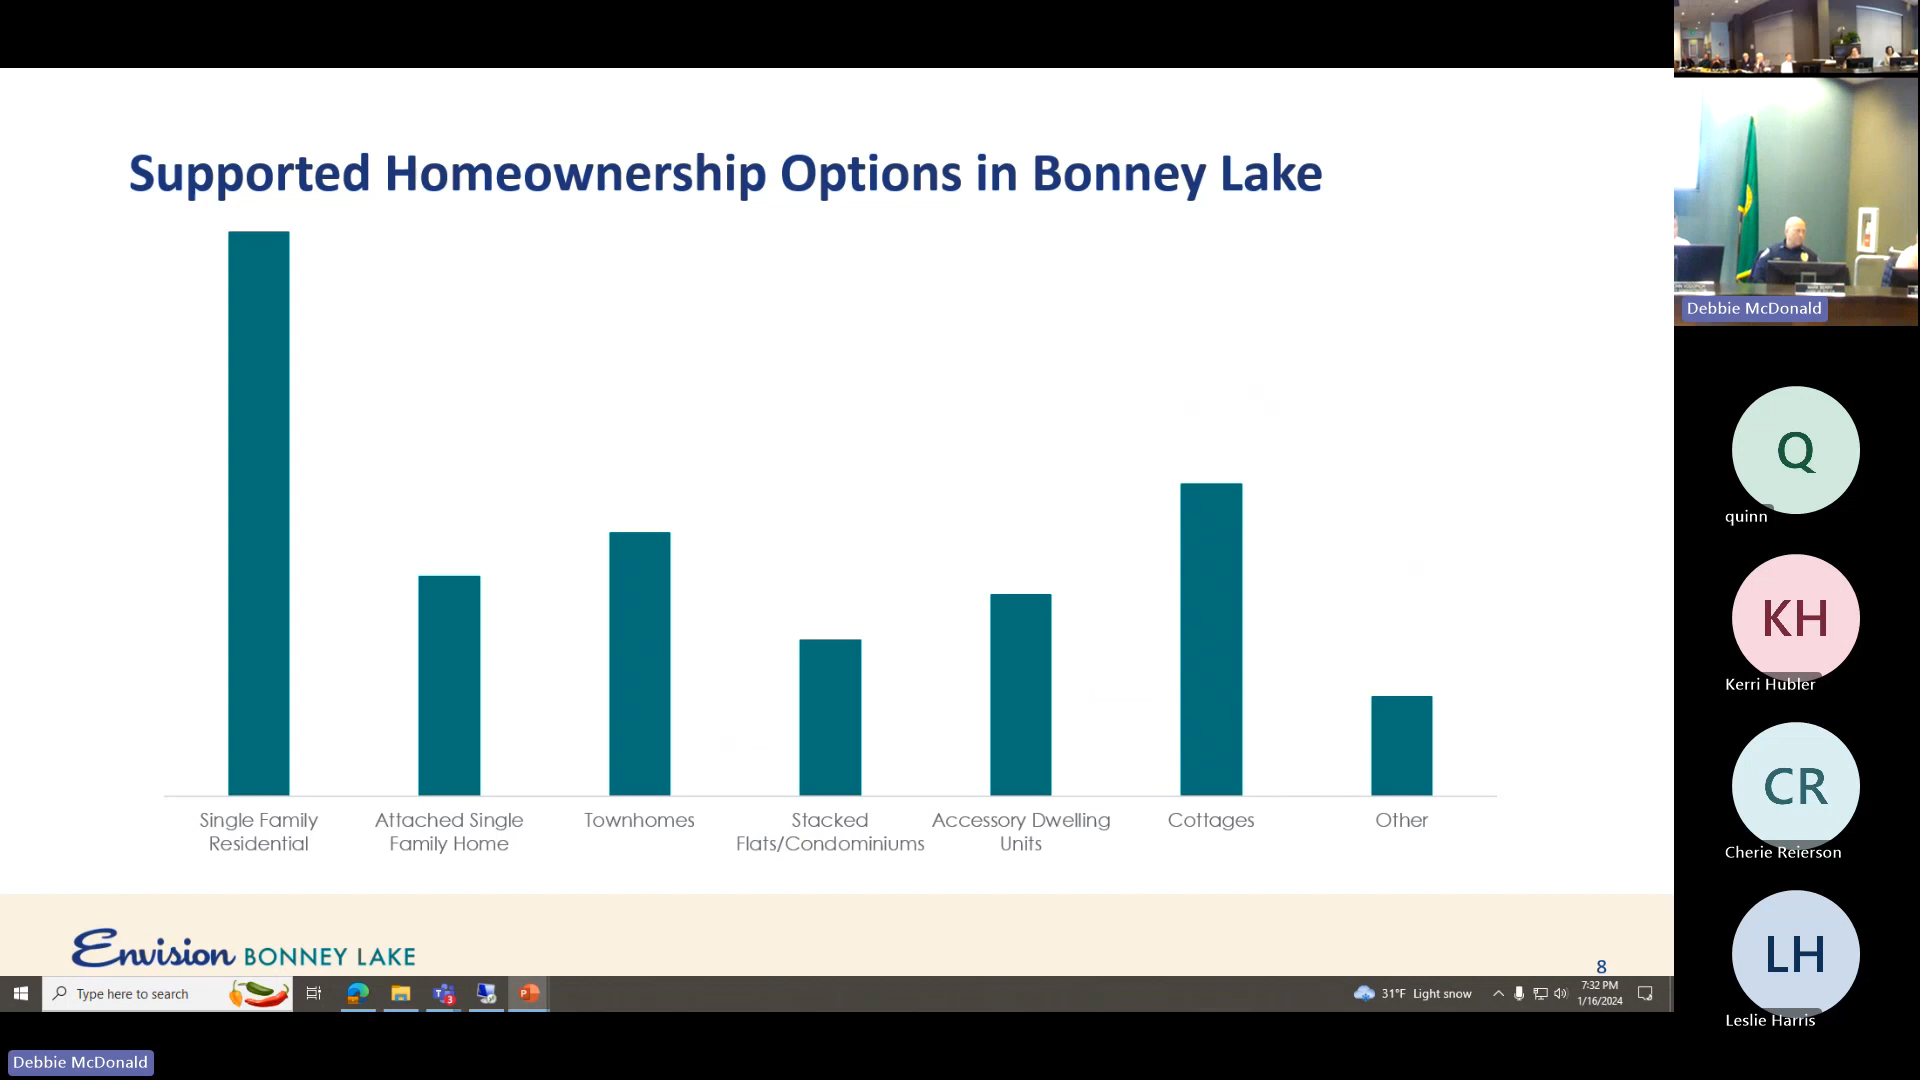 Supported Homeownership Options in Bonney Lake
Single Family
Residential
Attached Single
Family Home
Townhomes
Stacked
Flats/Condominiums
Accessory Dwelling
Units
Cottages
Other
Envision BONNEY LAKE
8
Type here to search
3
31°F Light snow
7:32 PM
1/16/2024
Debbie McDonald
Q
quinn
KH
Kerri Hubler
CR
Cherie Reierson
LH
Leslie Harris
Debbie McDonald